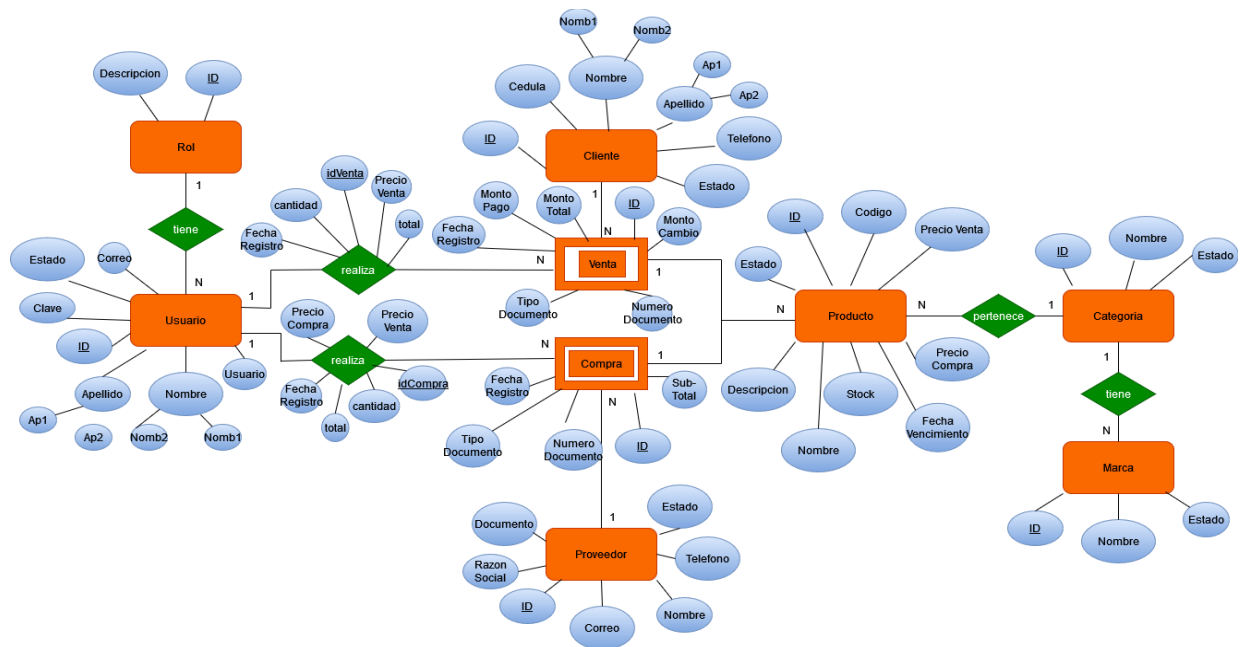 Nomb1
Nomb2
Descripcion
ID
Cedula
Nombre
Ap1
Apellido
Ap2
ID
Telefono
Rol
Cliente
Estado
1
1
idVenta
Precio
Venta
cantidad
total
Fecha
Registro
Monto
Pago
Monto
Total
ID
Monto
Cambio
Fecha
Registro
N
ID
Codigo
Precio Venta
ID
Nombre
Estado
Estado
tiene
Estado
Correo
N
realiza
N
Venta
1
Clave
Usuario
1
Tipo
Documento
Numero
Documento
N
Producto
N
pertenece
1
Categoria
ID
1
Precio
Compra
Precio
Venta
N
Compra
1
1
realiza
Apellido
Nombre
Usuario
Fecha
Registro
idCompra
cantidad
total
Fecha
Registro
N
Sub-
Total
Precio
Compra
Descripcion
Stock
tiene
Ap1
Ap2
Nomb2
Nomb1
Tipo
Documento
Numero
Documento
ID
Nombre
Fecha
Vencimiento
N
Marca
Documento
1
Estado
Razon
Social
Proveedor
Telefono
ID
Nombre
Estado
ID
Correo
Nombre